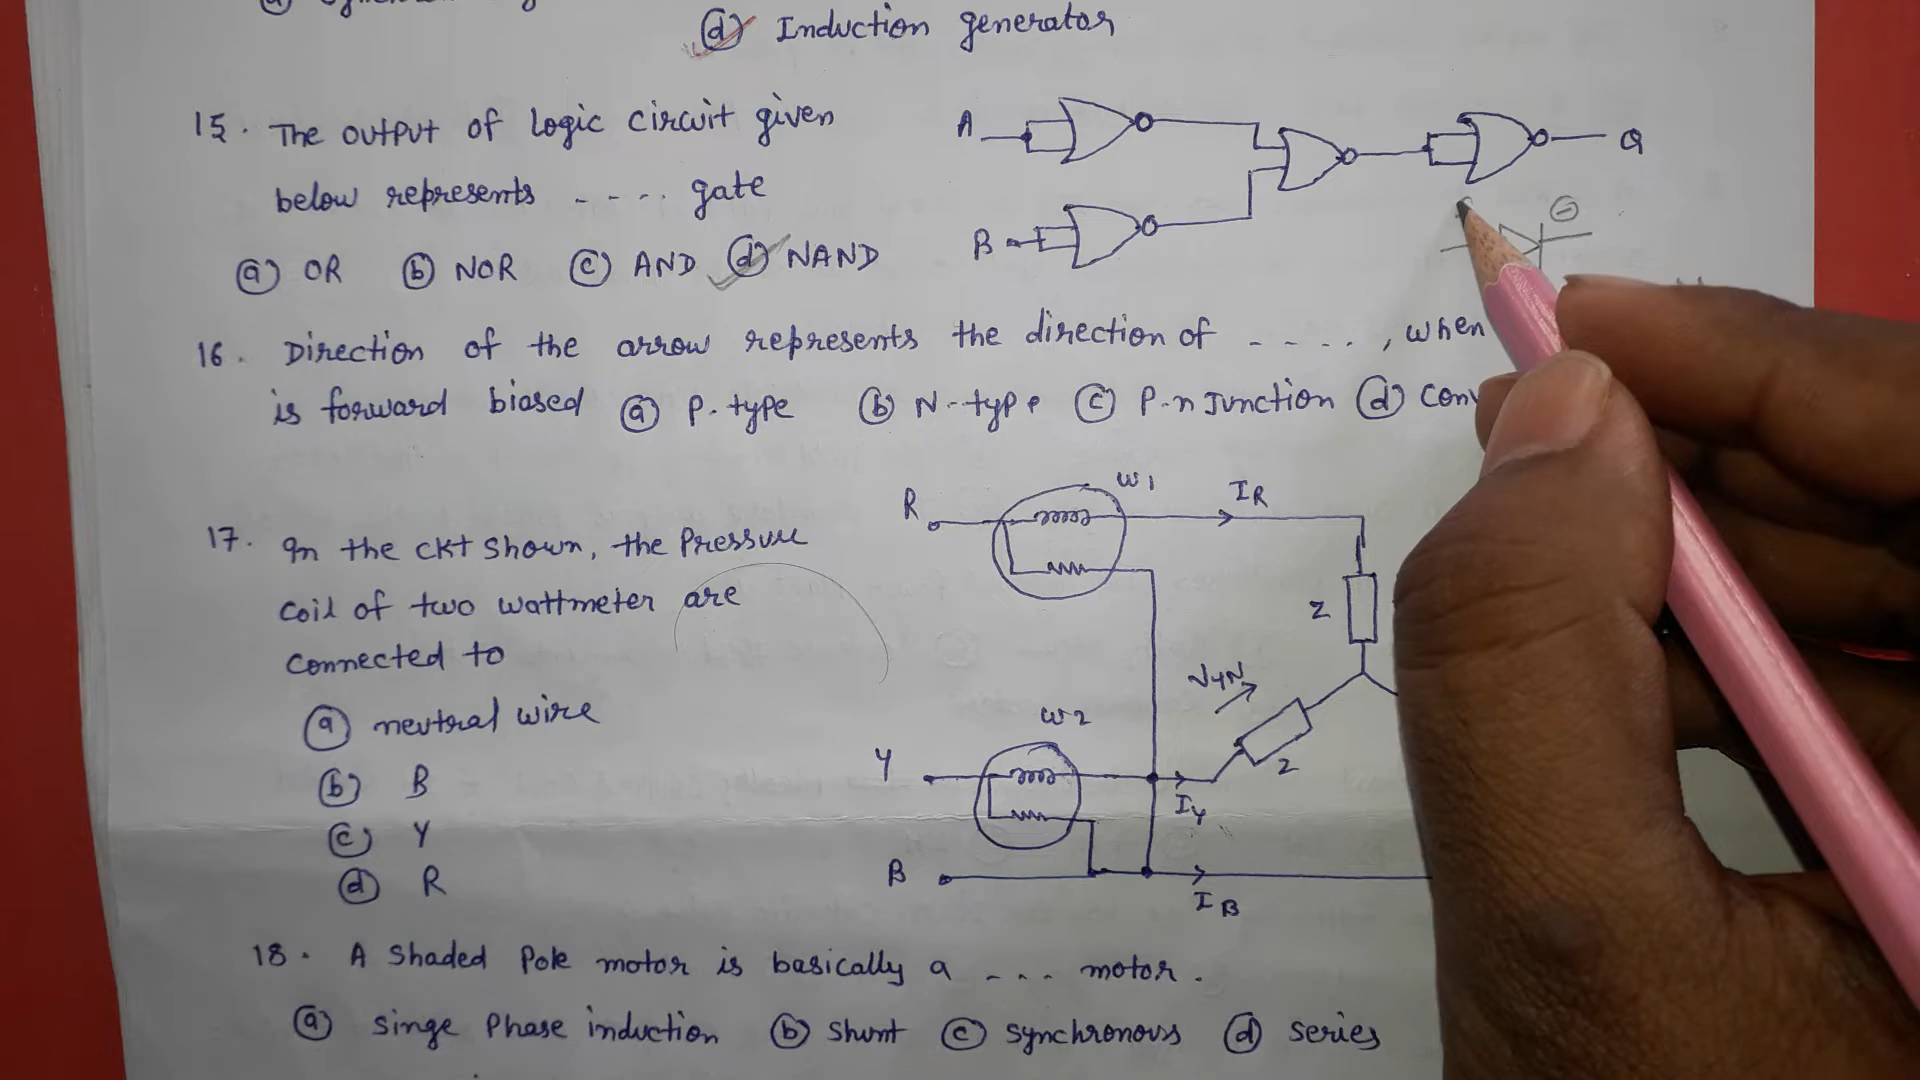 (d) Induction generator
15. The output of logic circuit given
below represents ---- gate
(a) OR (b) NOR (c) AND (d) NAND
A
B
Q
16. Direction of the arrow represents the direction of ----, when
is forward biased (a) P-type (b) N-type (c) P-n Junction (d)
17. In the ckt shown, the Pressure
coil of two wattmeter are
connected to
(a) neutral wire
(b) B
(c) Y
(d) R
R W1 IR
Z
VYN
W2
Y
Z
IY
B
IB
18. A Shaded Pole motor is basically a --- motor.
(a) singe Phase induction (b) shunt (c) synchronous (d) series